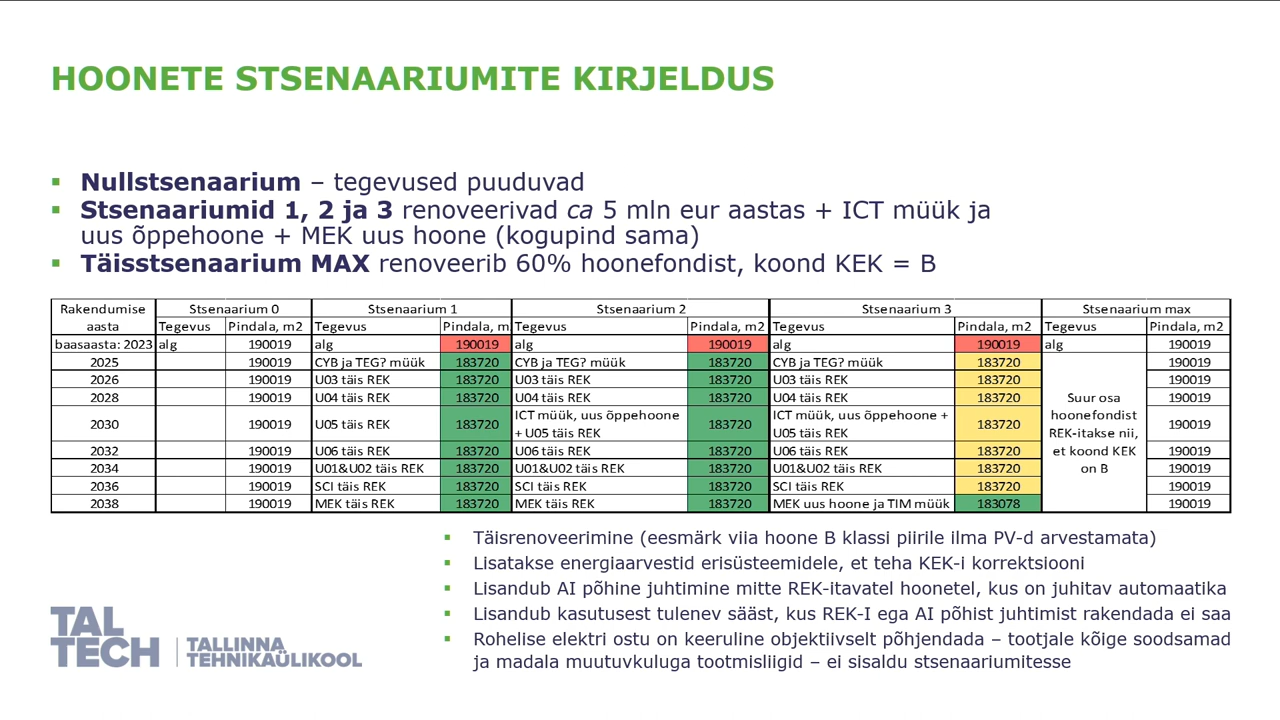 HOONETE STSENAARIUMITE KIRJELDUS
▪ Nullstsenaarium – tegevused puuduvad
▪ Stsenaariumid 1, 2 ja 3 renoveerivad ca 5 mln eur aastas + ICT müük ja
uus õppehoone + MEK uus hoone (kogupind sama)
▪ Täisstsenaarium MAX renoveerib 60% hoonefondist, koond KEK = B
Rakendumise aasta Stsenaarium 0 Stsenaarium 1 Stsenaarium 2 Stsenaarium 3 Stsenaarium max
Tegevus Pindala, m2 Tegevus Pindala, m Tegevus Pindala, m2 Tegevus Pindala, m2 Tegevus Pindala, m2
baasaasta: 2023 alg 190019 alg 190019 alg 190019 alg 190019 alg 190019
2025 190019 CYB ja TEG? müük 183720 CYB ja TEG? müük 183720 CYB ja TEG? müük 183720 190019
2026 190019 U03 täis REK 183720 U03 täis REK 183720 U03 täis REK 183720 190019
2028 190019 U04 täis REK 183720 U04 täis REK 183720 U04 täis REK 183720 190019
2030 190019 U05 täis REK 183720 ICT müük, uus õppehoone + U05 täis REK 183720 ICT müük, uus õppehoone + U05 täis REK 183720 190019
2032 190019 U06 täis REK 183720 U06 täis REK 183720 U06 täis REK 183720 190019
2034 190019 U01&U02 täis REK 183720 U01&U02 täis REK 183720 U01&U02 täis REK 183720 190019
2036 190019 SCI täis REK 183720 SCI täis REK 183720 SCI täis REK 183720 190019
2038 190019 MEK täis REK 183720 MEK täis REK 183720 MEK uus hoone ja TIM müük 183078 190019
Suur osa
hoonefondist
REK-itakse nii,
et koond KEK
on B
▪ Täisrenoveerimine (eesmärk viia hoone B klassi piirile ilma PV-d arvestamata)
▪ Lisatakse energiaarvestid erisüsteemidele, et teha KEK-i korrektsiooni
▪ Lisandub AI põhine juhtimine mitte REK-itavatel hoonetel, kus on juhitav automaatika
▪ Lisandub kasutusest tulenev sääst, kus REK-I ega AI põhist juhtimist rakendada ei saa
▪ Rohelise elektri ostu on keeruline objektiivselt põhjendada – tootjale kõige soodsamad
ja madala muutuvkuluga tootmisliigid – ei sisaldu stsenaariumitesse
TAL
TECH
TALLINNA
TEHNIKAÜLIKOOL